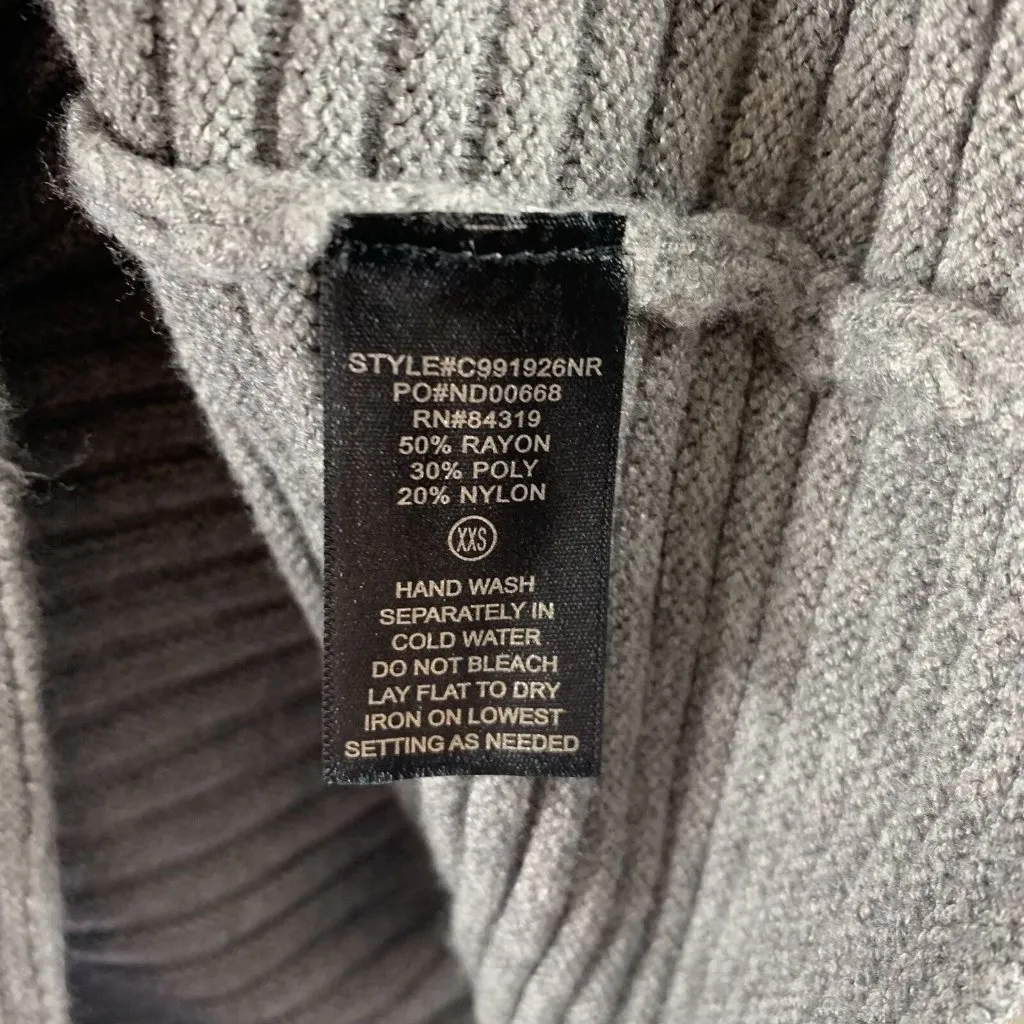 STYLE#C991926NR
PO#ND00668
RN#84319
50% RAYON
30% POLY
20% NYLON
XXS
HAND WASH
SEPARATELY IN
COLD WATER
DO NOT BLEACH
LAY FLAT TO DRY
IRON ON LOWEST
SETTING AS NEEDED